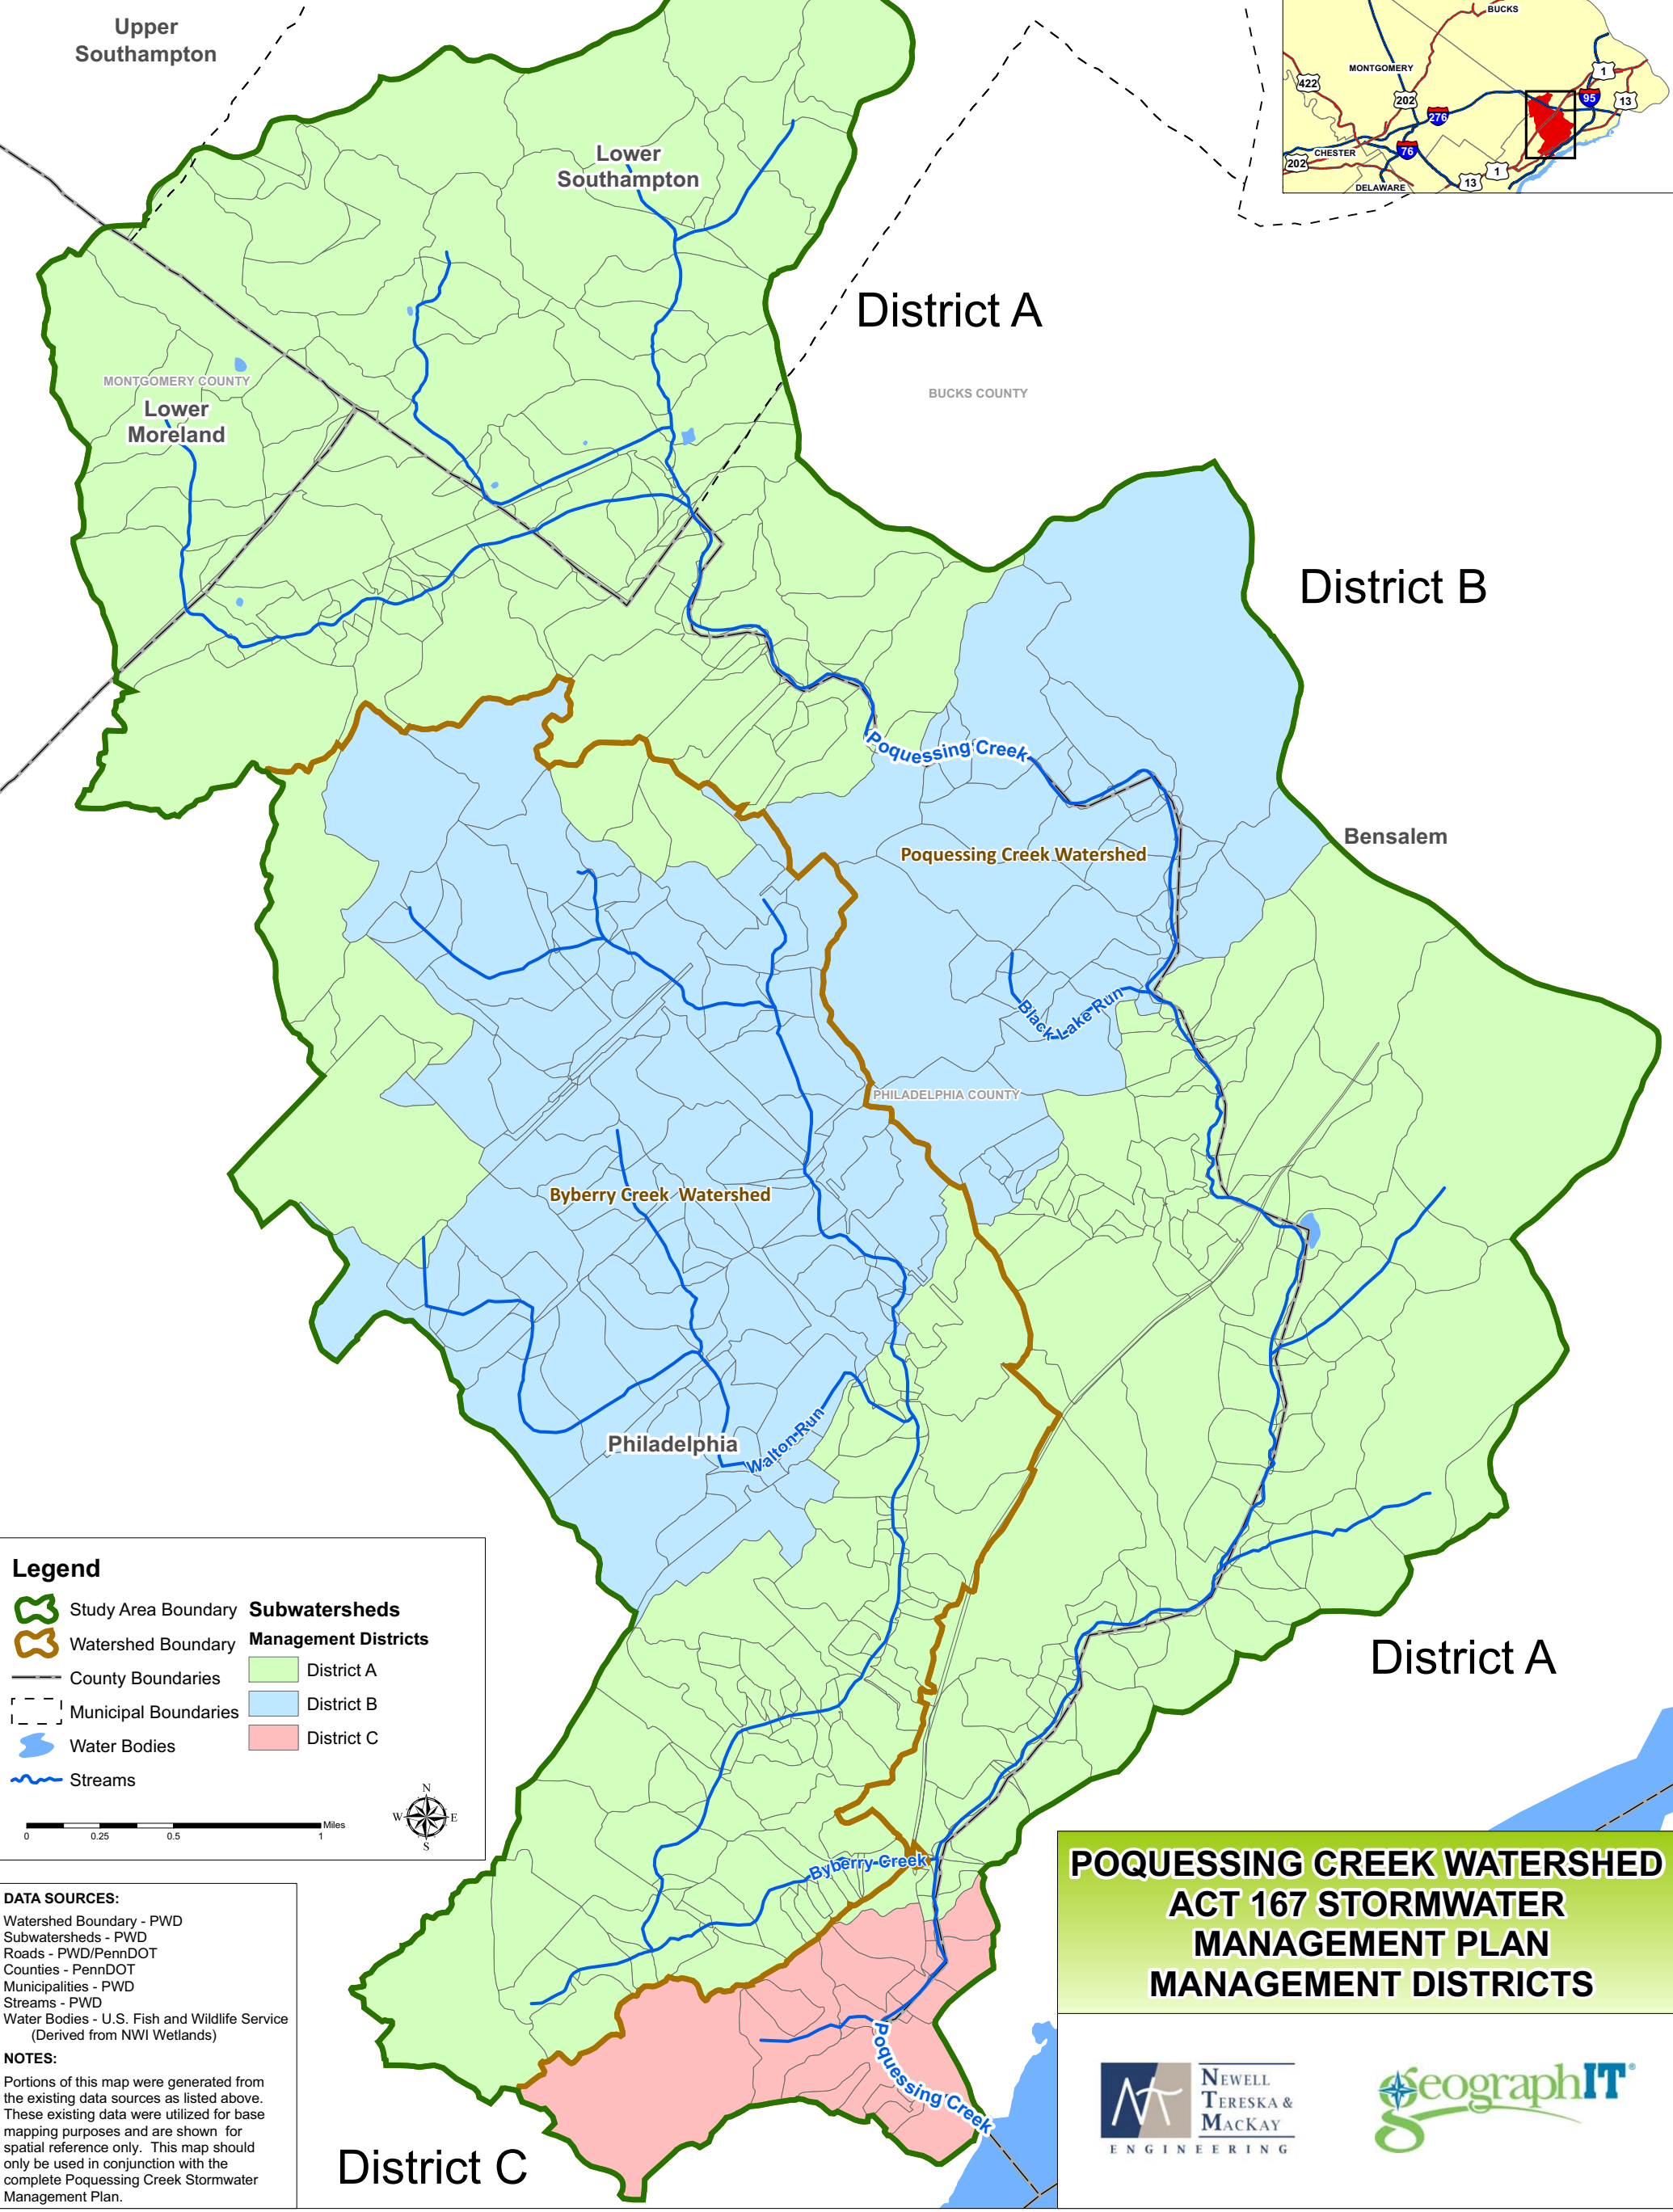 Upper
Southampton
BUCKS
MONTGOMERY
422
202
1
95
13
276
76
CHESTER
202
1
13
DELAWARE
Lower
Southampton
District A
MONTGOMERY COUNTY
BUCKS COUNTY
Lower
Moreland
District B
Poquessing Creek
Bensalem
Poquessing Creek Watershed
Black Lake Run
PHILADELPHIA COUNTY
Byberry Creek Watershed
Philadelphia
Walton Run
District A
Legend
Study Area Boundary
Watershed Boundary
County Boundaries
Municipal Boundaries
Water Bodies
Streams
Subwatersheds
Management Districts
District A
District B
District C
0
0.25
0.5
1
Miles
N
W
E
S
Byberry Creek
Poquessing Creek
District C
DATA SOURCES:
Watershed Boundary - PWD
Subwatersheds - PWD
Roads - PWD/PennDOT
Counties - PennDOT
Municipalities - PWD
Streams - PWD
Water Bodies - U.S. Fish and Wildlife Service
(Derived from NWI Wetlands)
NOTES:
Portions of this map were generated from
the existing data sources as listed above.
These existing data were utilized for base
mapping purposes and are shown for
spatial reference only. This map should
only be used in conjunction with the
complete Poquessing Creek Stormwater
Management Plan.
POQUESSING CREEK WATERSHED
ACT 167 STORMWATER
MANAGEMENT PLAN
MANAGEMENT DISTRICTS
NEWELL
TERESKA &
MACKAY
ENGINEERING
geographIT®